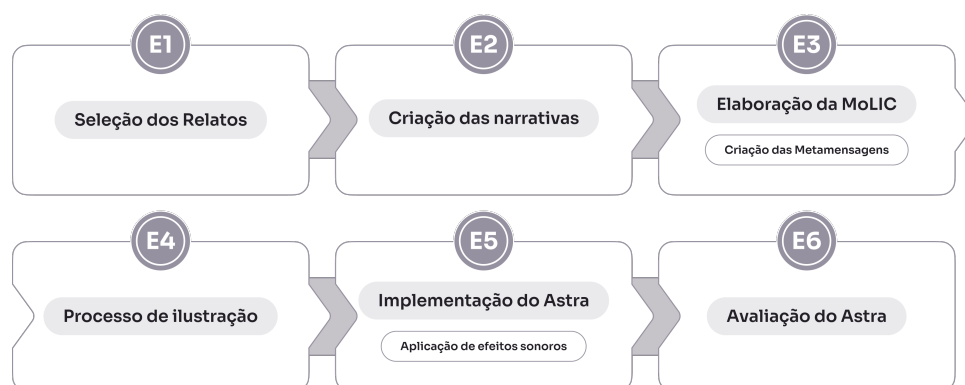 E1
Seleção dos Relatos
E2
Criação das narrativas
E3
Elaboração da MoLIC
Criação das Metamensagens
E4
Processo de ilustração
E5
Implementação do Astra
Aplicação de efeitos sonoros
E6
Avaliação do Astra